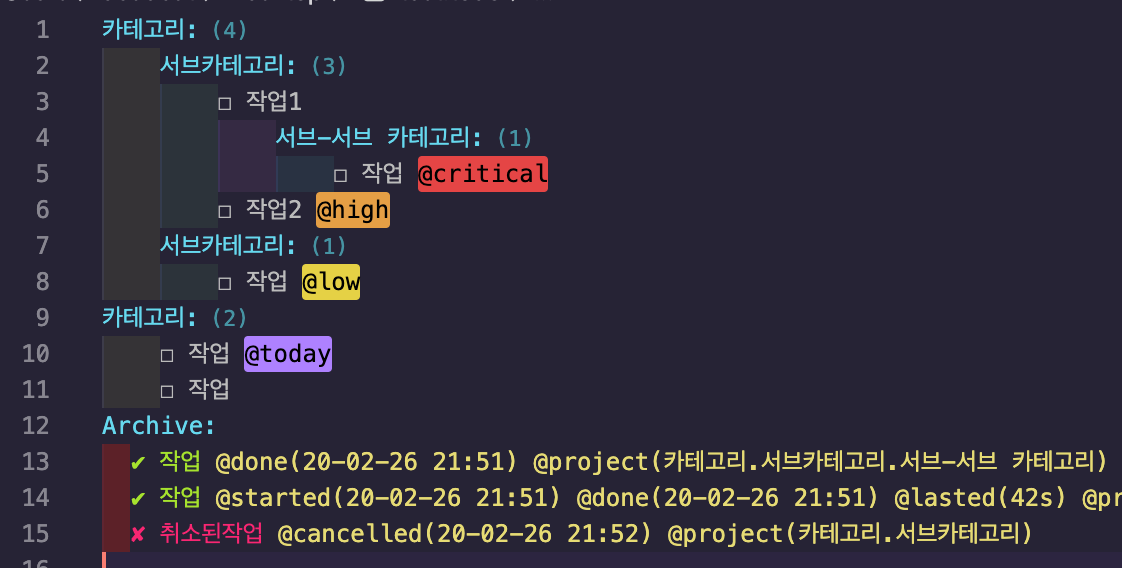 1 카테고리: (4)
2 서브카테고리: (3)
3 ☐ 작업1
4 서브-서브 카테고리: (1)
5 ☐ 작업 @critical
6 ☐ 작업2 @high
7 서브카테고리: (1)
8 ☐ 작업 @low
9 카테고리: (2)
10 ☐ 작업 @today
11 ☐ 작업
12 Archive:
13 ✔ 작업 @done(20-02-26 21:51) @project(카테고리.서브카테고리.서브-서브 카테고리)
14 ✔ 작업 @started(20-02-26 21:51) @done(20-02-26 21:51) @lasted(42s) @pr
15 ✘ 취소된작업 @cancelled(20-02-26 21:52) @project(카테고리.서브카테고리)
16